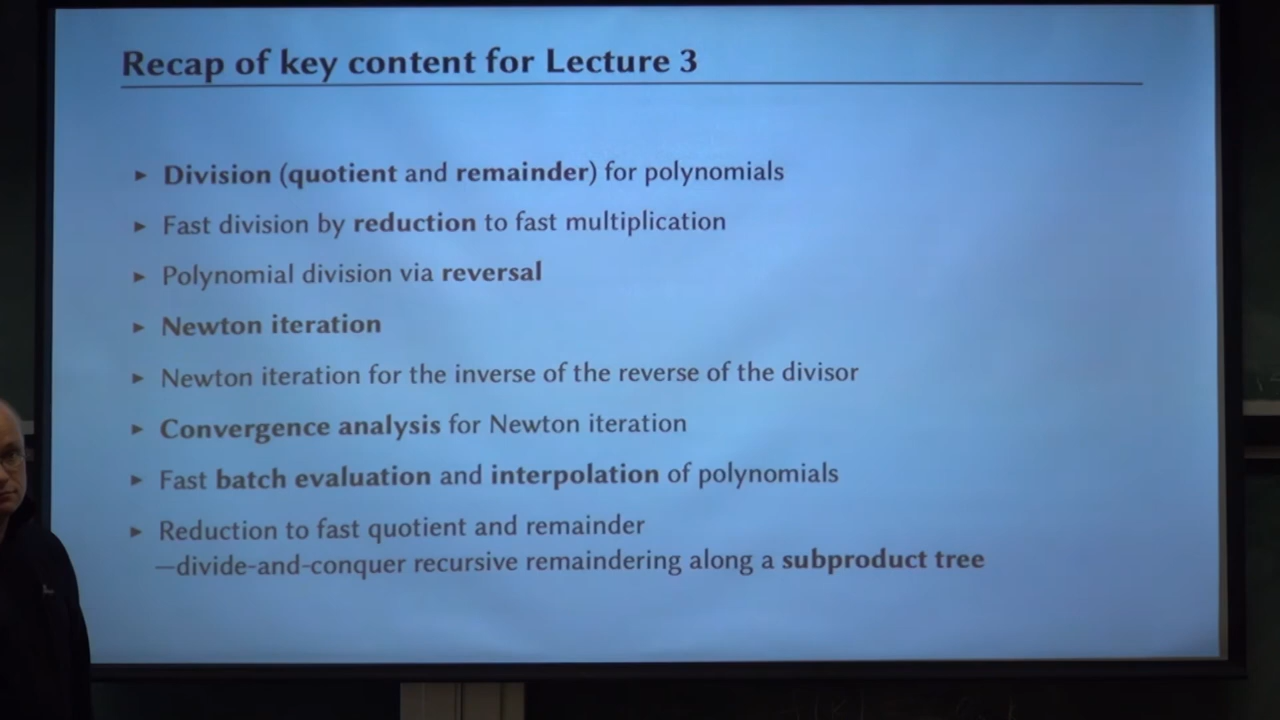 Recap of key content for Lecture 3
▸ Division (quotient and remainder) for polynomials
▸ Fast division by reduction to fast multiplication
▸ Polynomial division via reversal
▸ Newton iteration
▸ Newton iteration for the inverse of the reverse of the divisor
▸ Convergence analysis for Newton iteration
▸ Fast batch evaluation and interpolation of polynomials
▸ Reduction to fast quotient and remainder
—divide-and-conquer recursive remaindering along a subproduct tree